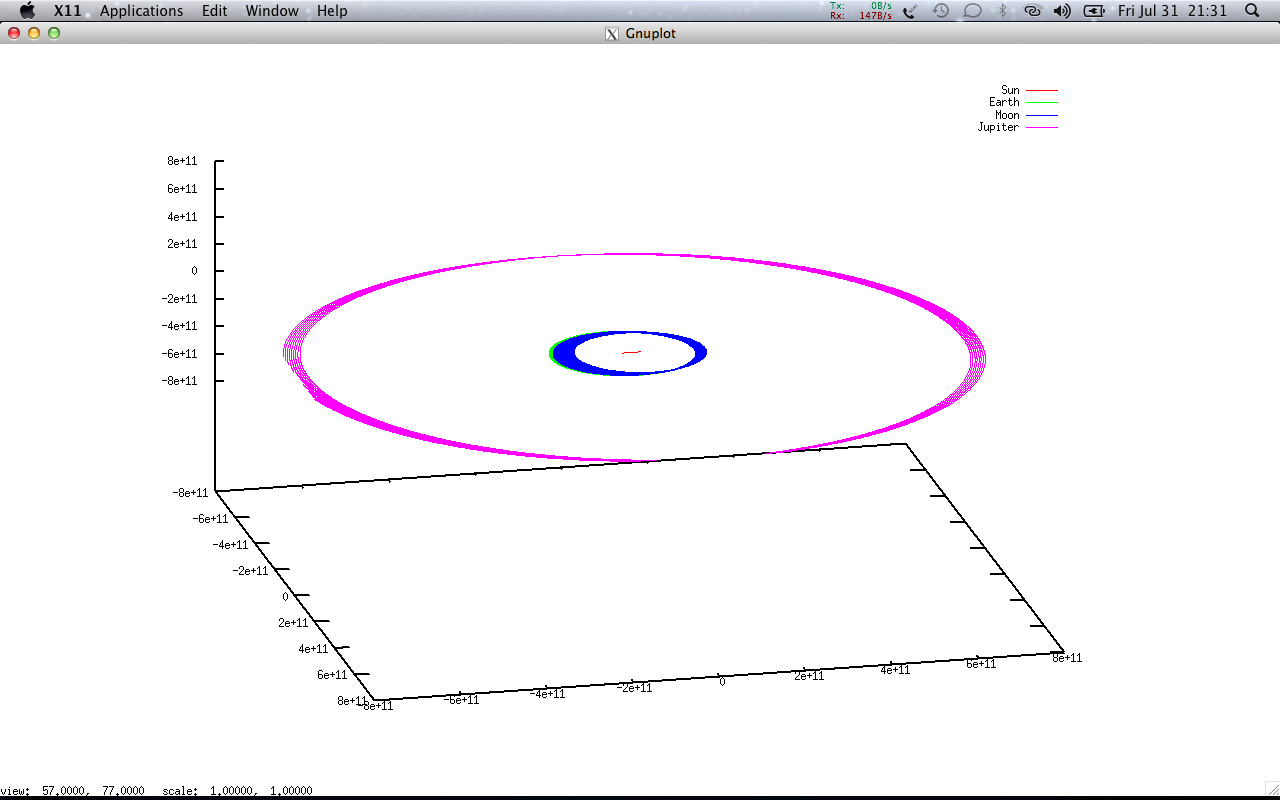 X11 Applications Edit Window Help
Tx: 0B/s
Rx: 147B/s
Fri Jul 31 21:31
X Gnuplot
Sun
Earth
Moon
Jupiter
8e+11
6e+11
4e+11
2e+11
0
-2e+11
-4e+11
-6e+11
-8e+11
-8e+11
-6e+11
-4e+11
-2e+11
0
2e+11
4e+11
6e+11
8e+11
-8e+11
-6e+11
-4e+11
-2e+11
0
2e+11
4e+11
6e+11
8e+11
view: 57.0000, 77.0000 scale: 1.00000, 1.00000